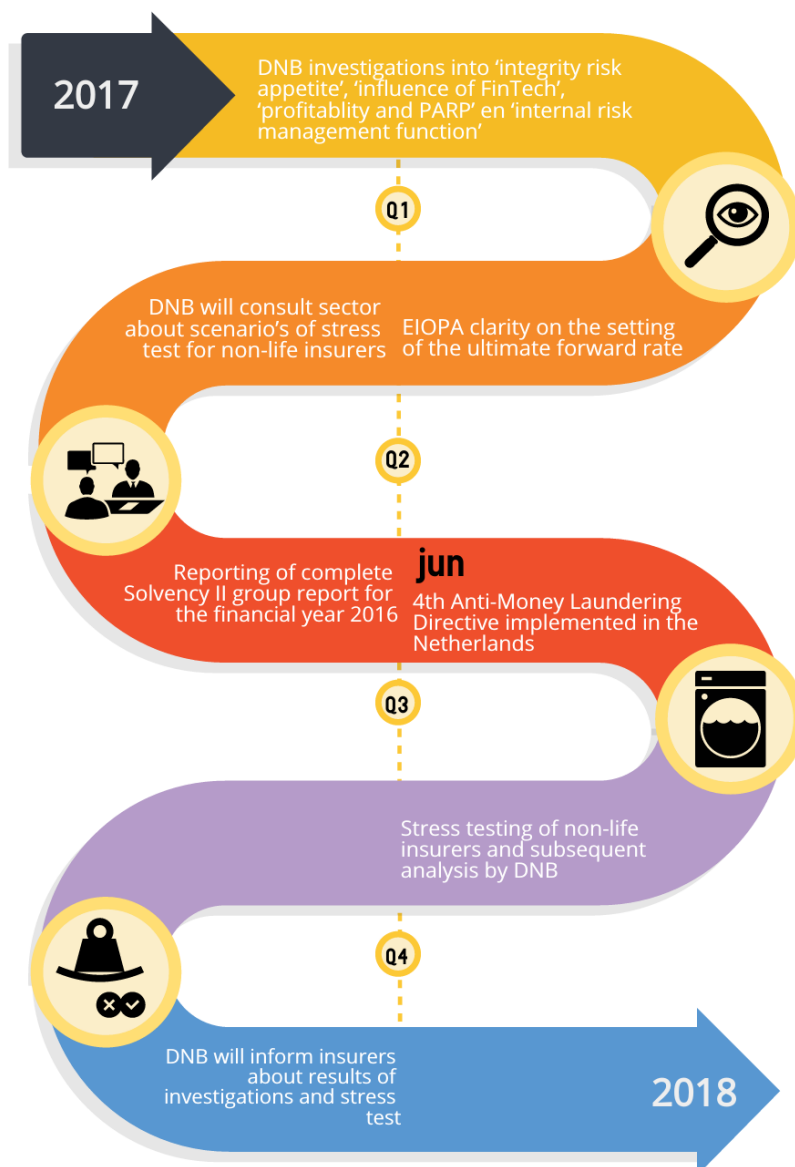 2017
DNB investigations into ‘integrity risk
appetite’, ‘influence of FinTech’,
‘profitablity and PARP’ en ‘internal risk
management function’
Q1
DNB will consult sector
about scenario’s of stress
test for non-life insurers
EIOPA clarity on the setting
of the ultimate forward rate
Q2
Reporting of complete
Solvency II group report for
the financial year 2016
jun
4th Anti-Money Laundering
Directive implemented in the
Netherlands
Q3
Stress testing of non-life
insurers and subsequent
analysis by DNB
Q4
DNB will inform insurers
about results of
investigations and stress
test
2018